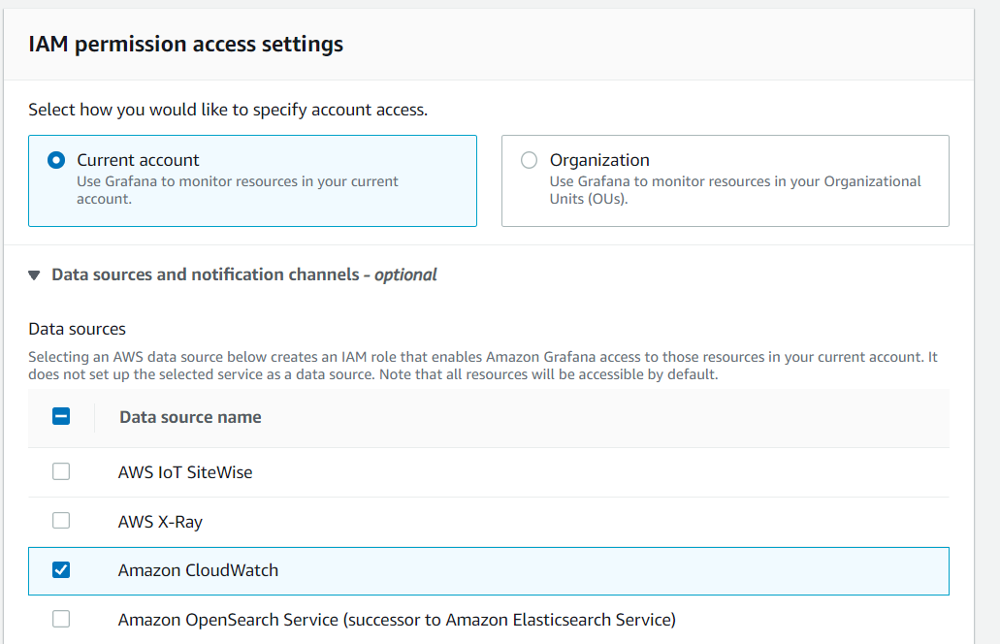 IAM permission access settings
Select how you would like to specify account access.
Current account
Use Grafana to monitor resources in your current
account.
Organization
Use Grafana to monitor resources in your Organizational
Units (OUs).
Data sources and notification channels - optional
Data sources
Selecting an AWS data source below creates an IAM role that enables Amazon Grafana access to those resources in your current account. It
does not set up the selected service as a data source. Note that all resources will be accessible by default.
Data source name
AWS IoT SiteWise
AWS X-Ray
Amazon CloudWatch
Amazon OpenSearch Service (successor to Amazon Elasticsearch Service)